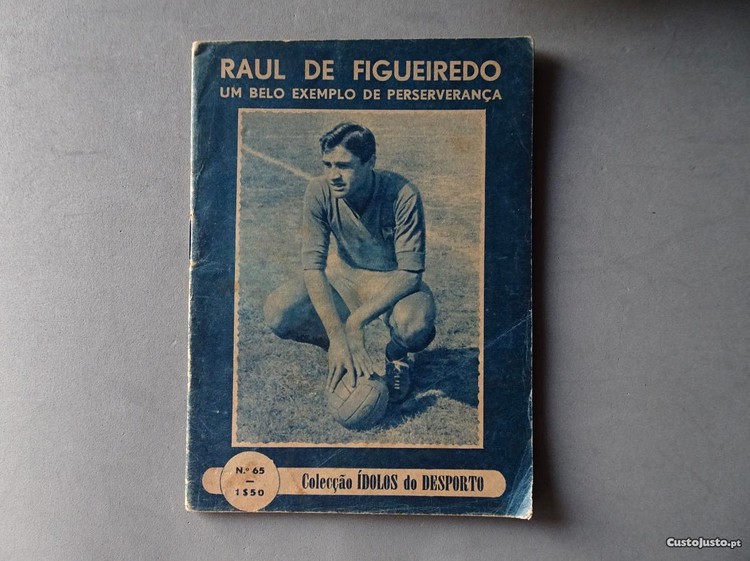 RAUL DE FIGUEIREDO
UM BELO EXEMPLO DE PERSERVERANÇA
N.º 65
1$50
Colecção ÍDOLOS do DESPORTO
CustoJusto.pt